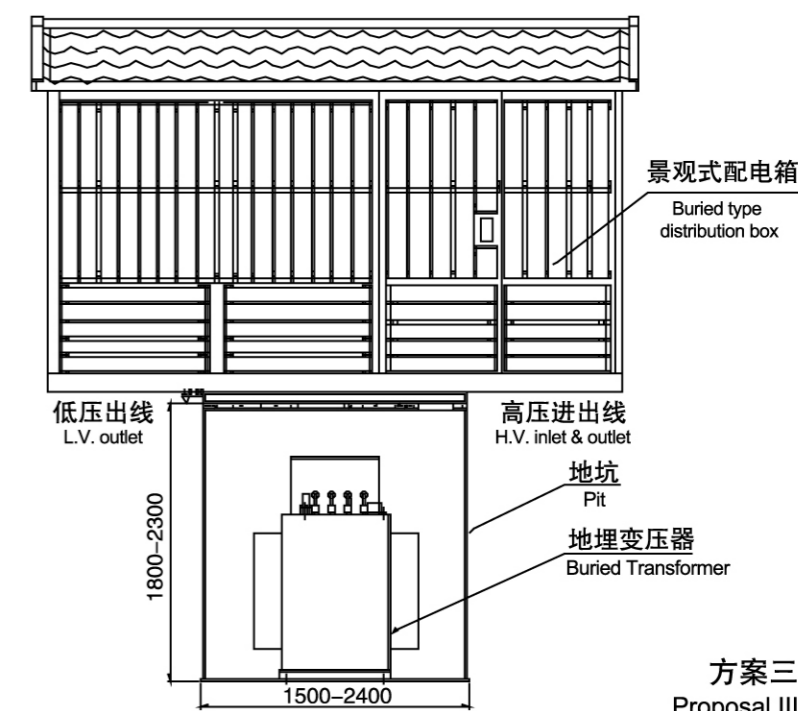 景观式配电箱
Buried type
distribution box
低压出线
L.V. outlet
高压进出线
H.V. inlet & outlet
地坑
Pit
地埋变压器
Buried Transformer
1800-2300
1500-2400
方案三
Proposal III